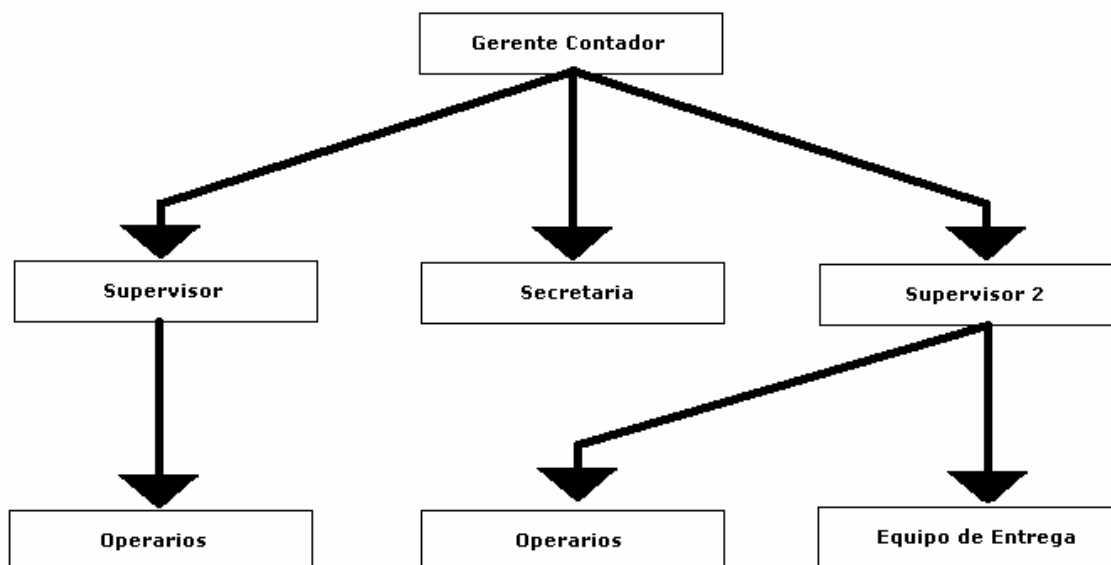 Gerente Contador
Supervisor
Secretaria
Supervisor 2
Operarios
Operarios
Equipo de Entrega